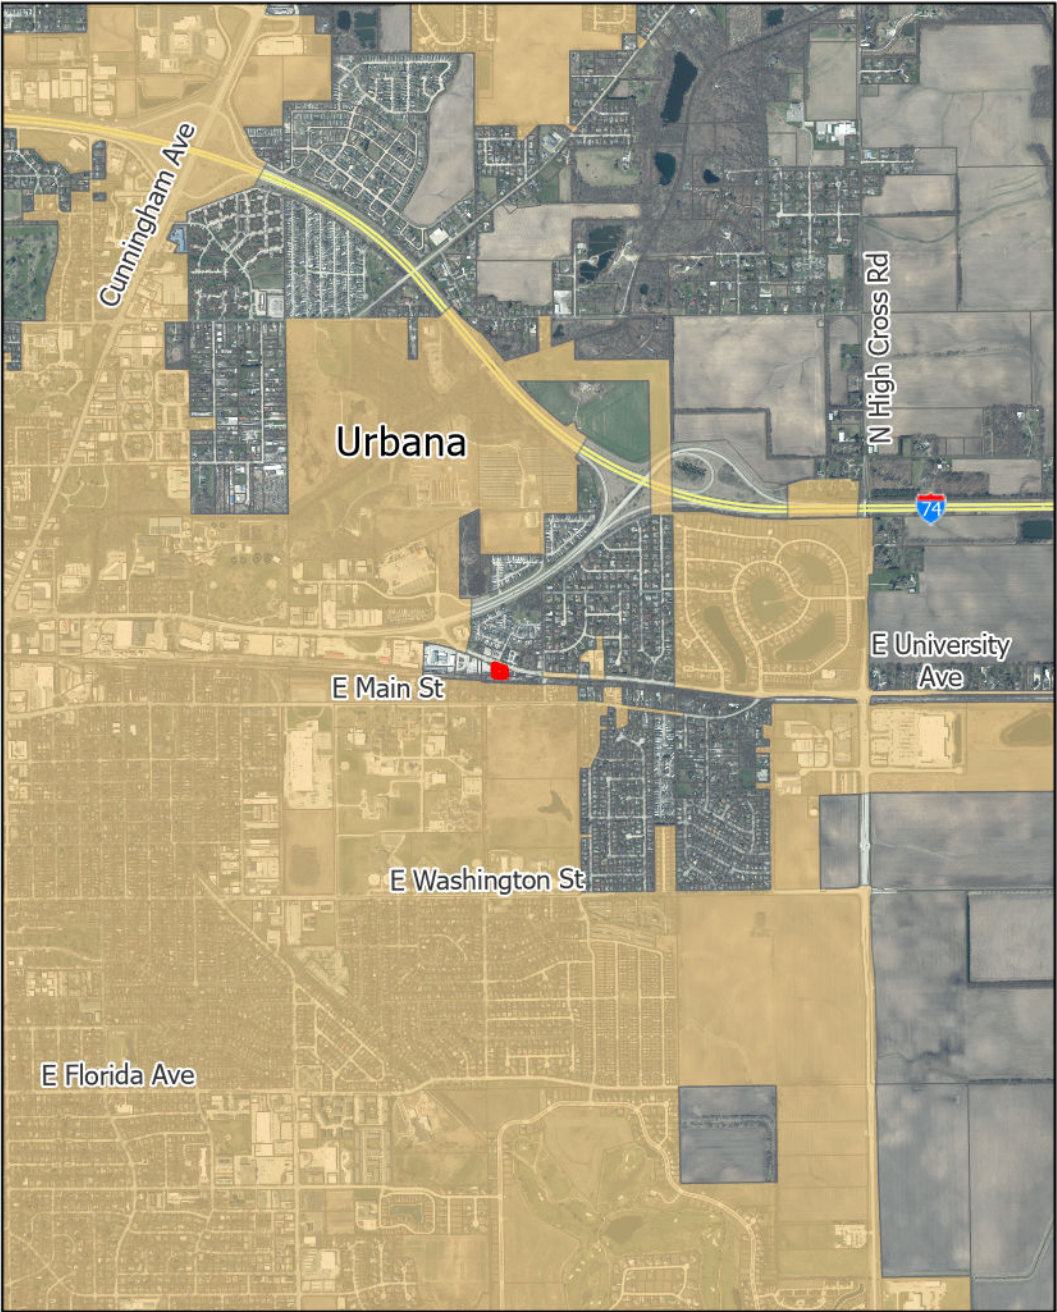 Cunningham Ave
N High Cross Rd
Urbana
74
E University
Ave
E Main St
E Washington St
E Florida Ave